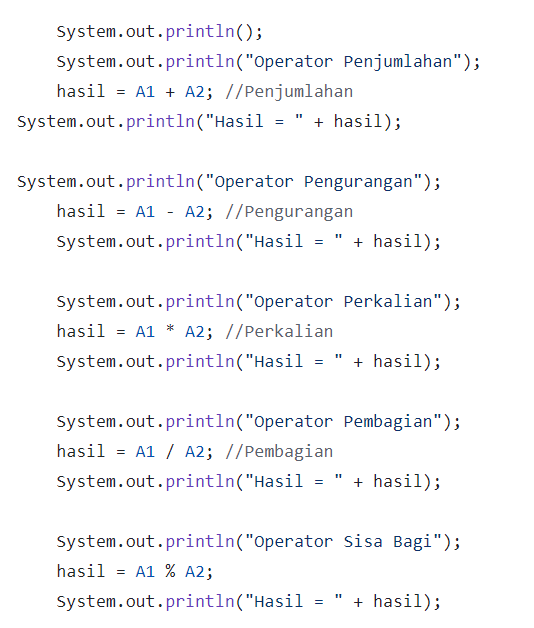 System.out.println();
System.out.println("Operator Penjumlahan");
hasil = A1 + A2; //Penjumlahan
System.out.println("Hasil = " + hasil);
System.out.println("Operator Pengurangan");
hasil = A1 - A2; //Pengurangan
System.out.println("Hasil = " + hasil);
System.out.println("Operator Perkalian");
hasil = A1 * A2; //Perkalian
System.out.println("Hasil = " + hasil);
System.out.println("Operator Pembagian");
hasil = A1 / A2; //Pembagian
System.out.println("Hasil = " + hasil);
System.out.println("Operator Sisa Bagi");
hasil = A1 % A2;
System.out.println("Hasil = " + hasil);